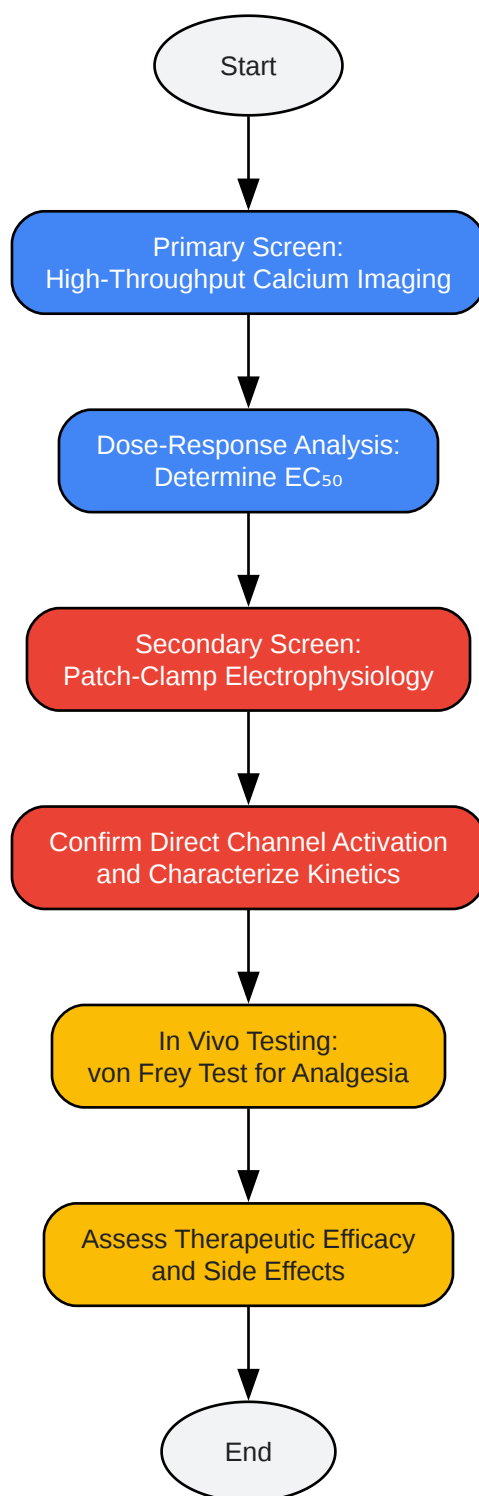 Start
Primary Screen:
High-Throughput Calcium Imaging
Dose-Response Analysis:
Determine EC₅₀
Secondary Screen:
Patch-Clamp Electrophysiology
Confirm Direct Channel Activation
and Characterize Kinetics
In Vivo Testing:
von Frey Test for Analgesia
Assess Therapeutic Efficacy
and Side Effects
End